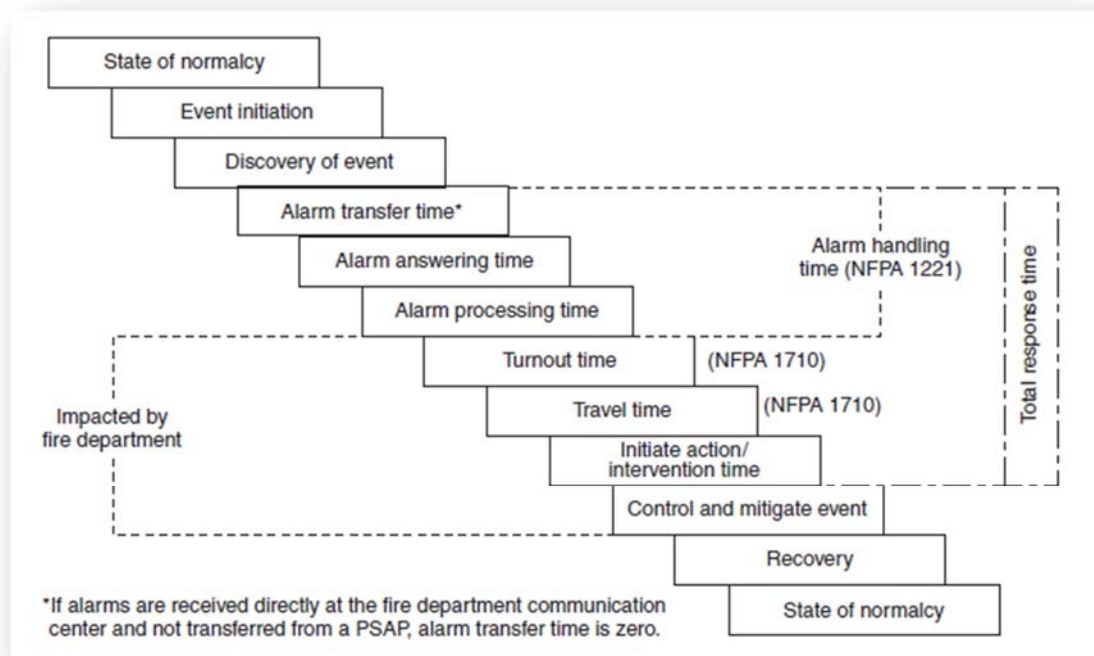 State of normalcy
Event initiation
Discovery of event
Alarm transfer time*
Alarm answering time
Alarm handling
time (NFPA 1221)
Alarm processing time
Total response time
Turnout time
(NFPA 1710)
Travel time
(NFPA 1710)
Impacted by
fire department
Initiate action/
intervention time
Control and mitigate event
Recovery
State of normalcy
*If alarms are received directly at the fire department communication
center and not transferred from a PSAP, alarm transfer time is zero.